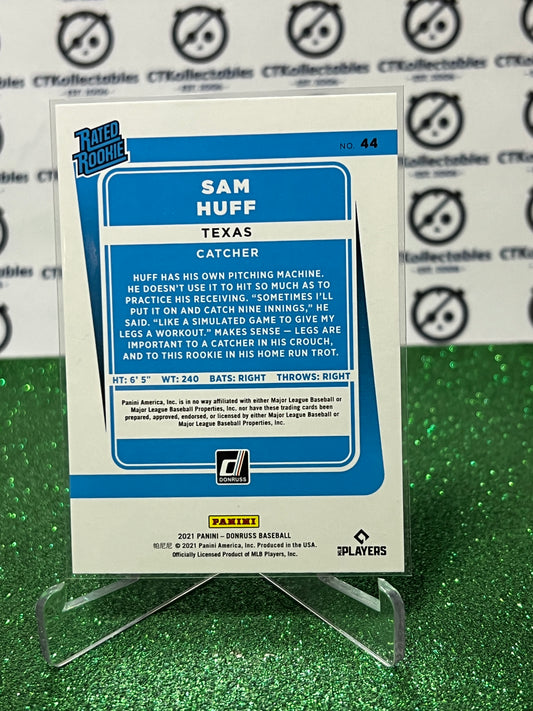 CTKollectables
CTKollectables
CTKollectables
RATED
ROOKIE
NO. 44
SAM
HUFF
TEXAS
CATCHER
HUFF HAS HIS OWN PITCHING MACHINE.
HE DOESN'T USE IT TO HIT SO MUCH AS TO
PRACTICE HIS RECEIVING. "SOMETIMES I'LL
PUT IT ON AND CATCH NINE INNINGS," HE
SAID. "LIKE A SIMULATED GAME TO GIVE MY
LEGS A WORKOUT." MAKES SENSE — LEGS ARE
IMPORTANT TO A CATCHER IN HIS CROUCH,
AND TO THIS ROOKIE IN HIS HOME RUN TROT.
HT: 6' 5" WT: 240 BATS: RIGHT THROWS: RIGHT
Panini America, Inc. is in no way affiliated with either Major League Baseball or
Major League Baseball Properties, Inc. nor have these trading cards been
prepared, approved, endorsed, or licensed by either Major League Baseball or
Major League Baseball Properties, Inc.
DONRUSS
PANINI
2021 PANINI – DONRUSS BASEBALL
帕尼尼 © 2021 Panini America, Inc. Produced in the USA.
Officially Licensed Product of MLB Players, Inc.
MLB PLAYERS